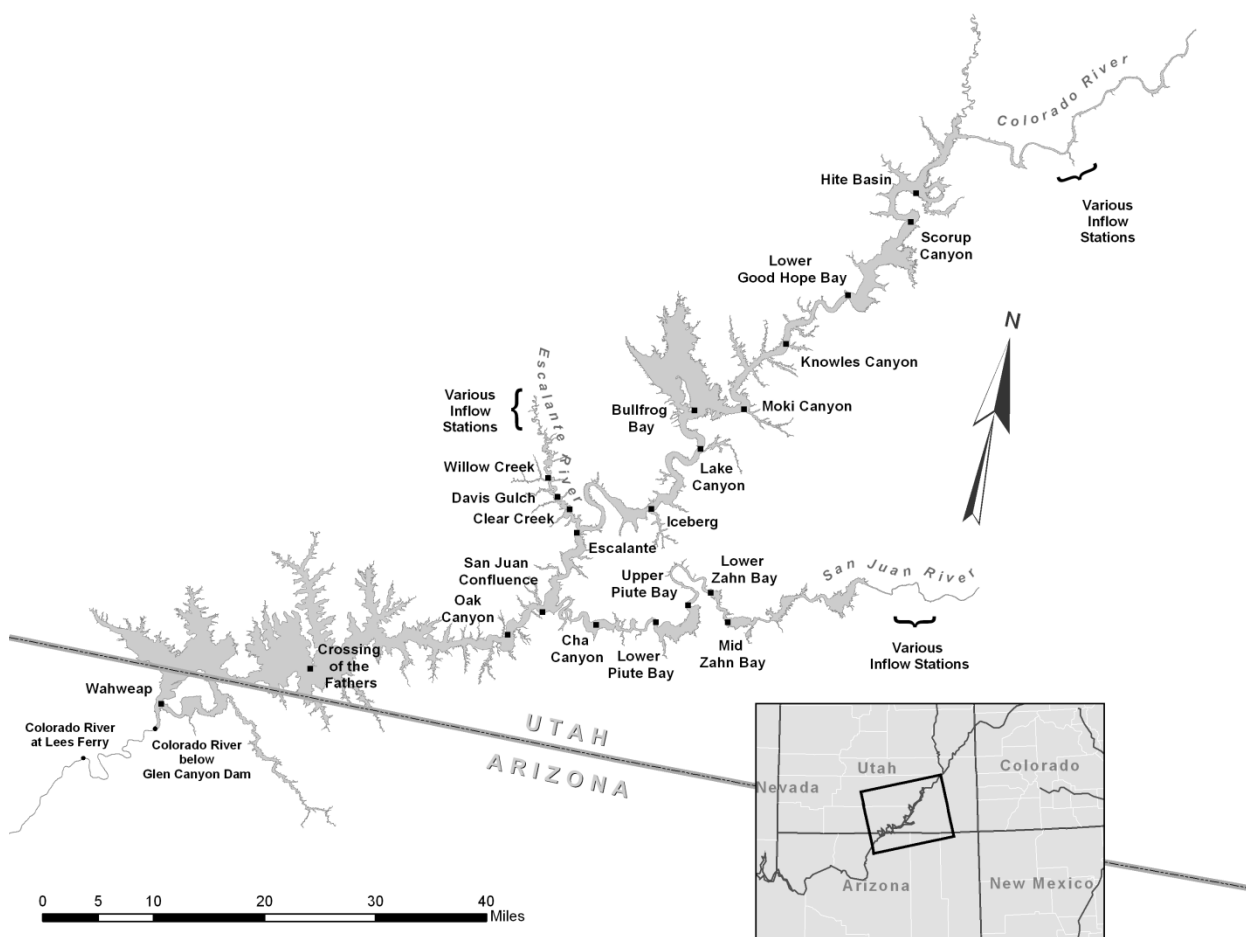 Colorado River
Hite Basin
Various
Inflow
Stations
Scorup
Canyon
Lower
Good Hope Bay
N
Knowles Canyon
Escalante River
Various
Inflow
Stations
Bullfrog
Bay
Moki Canyon
Lake
Canyon
Willow Creek
Davis Gulch
Clear Creek
Iceberg
Escalante
San Juan
Confluence
Lower
Zahn Bay
San Juan River
Upper
Piute Bay
Oak
Canyon
Cha
Canyon
Lower
Piute Bay
Mid
Zahn Bay
Various
Inflow Stations
Crossing
of the
Fathers
Wahweap
Colorado River
at Lees Ferry
Colorado River
below
Glen Canyon Dam
UTAH
ARIZONA
Utah
Colorado
Nevada
Arizona
New Mexico
0 5 10 20 30 40
Miles